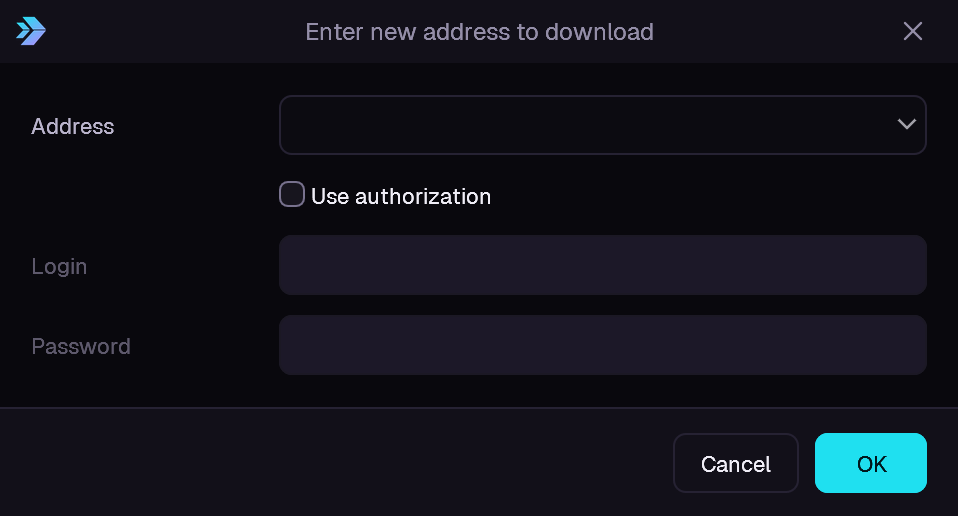 Enter new address to download
Address
Use authorization
Login
Password
Cancel
OK